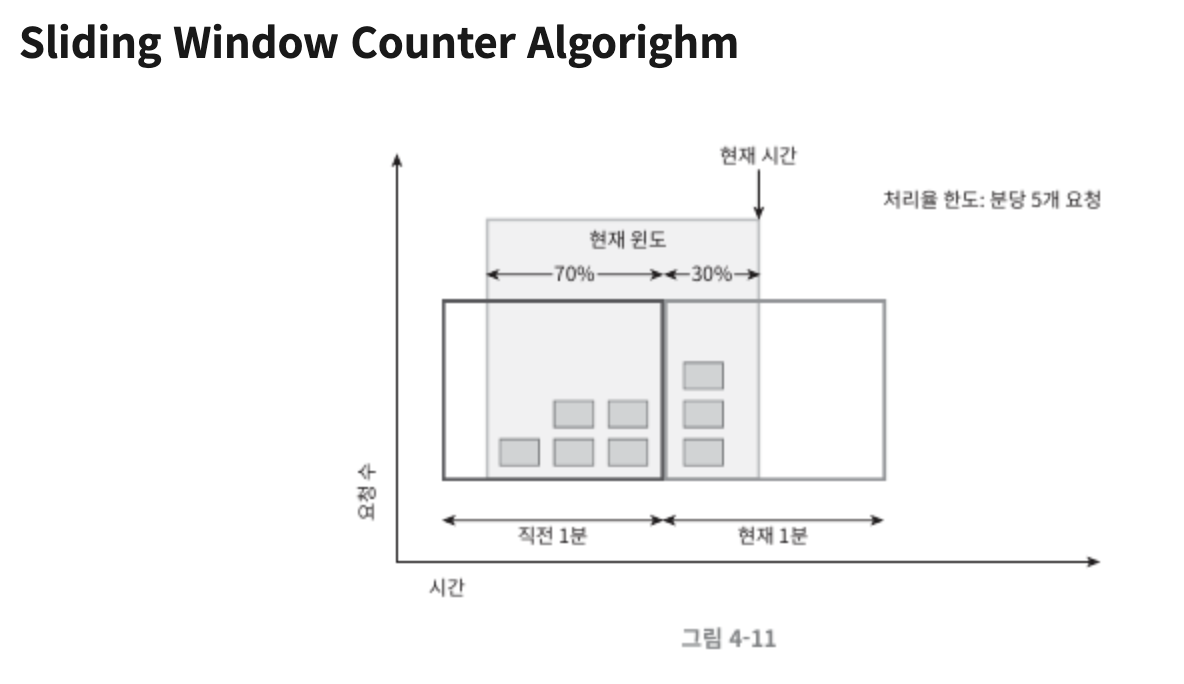 Sliding Window Counter Algorighm
현재 시간
처리율 한도: 분당 5개 요청
현재 윈도
70%
30%
요청 수
직전 1분
현재 1분
시간
그림 4-11